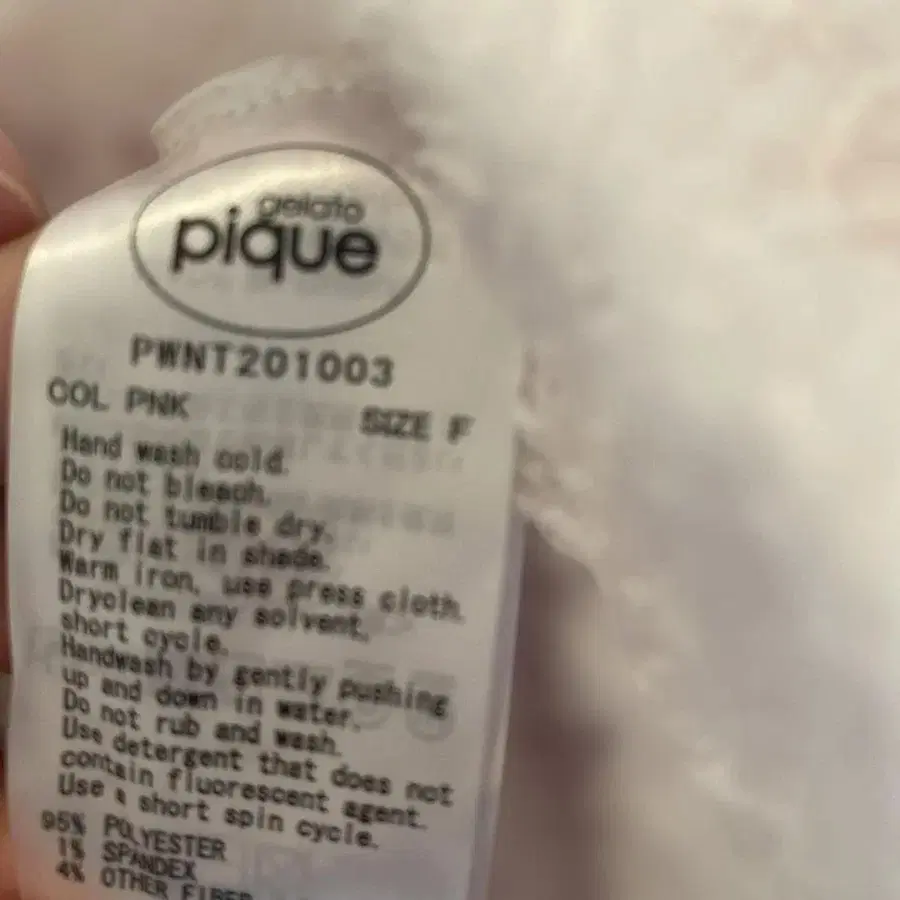 gelato
pique
PWNT201003
COL PNK SIZE F
Hand wash cold.
Do not bleach.
Do not tumble dry.
Dry flat in shade.
Warm iron, use press cloth.
Dryclean any solvent,
short cycle.
Handwash by gently pushing
up and down in water.
Do not rub and wash.
Use detergent that does not
contain fluorescent agent.
Use a short spin cycle.
95% POLYESTER
1% SPANDEX
4% OTHER FIBER